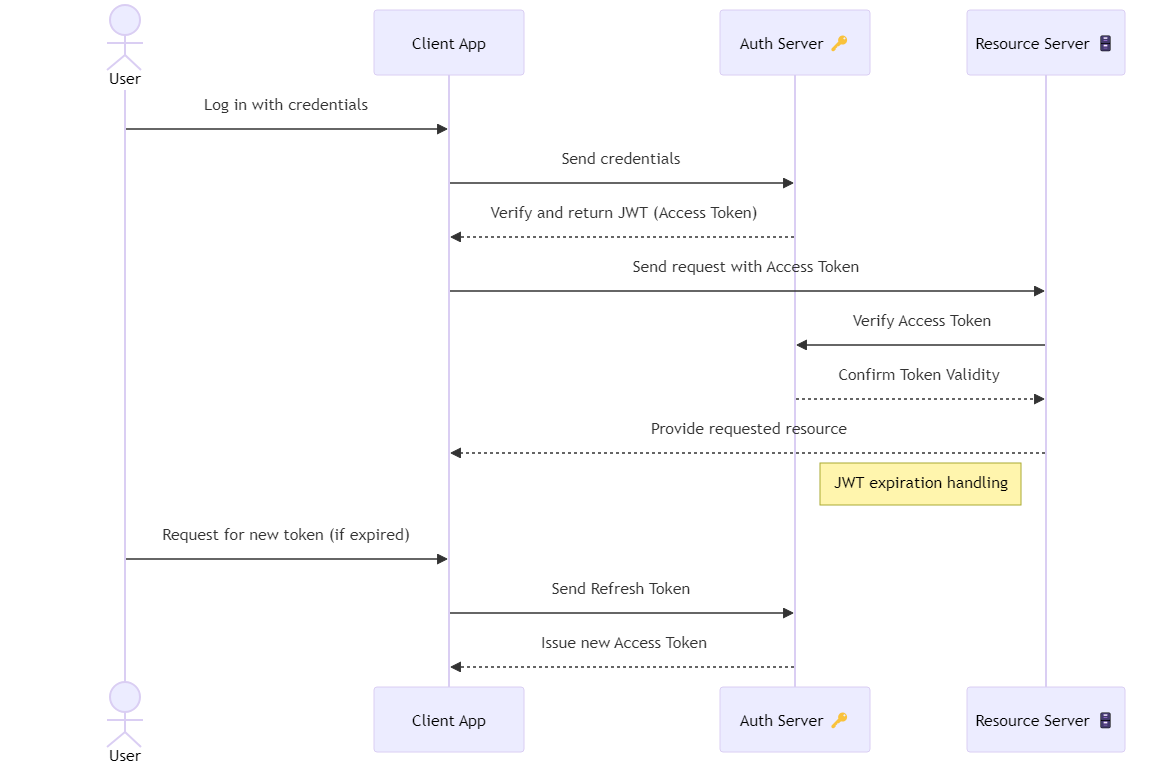 User
Client App
Auth Server 🔑
Resource Server 🗄️
Log in with credentials
Send credentials
Verify and return JWT (Access Token)
Send request with Access Token
Verify Access Token
Confirm Token Validity
Provide requested resource
JWT expiration handling
Request for new token (if expired)
Send Refresh Token
Issue new Access Token
User
Client App
Auth Server 🔑
Resource Server 🗄️